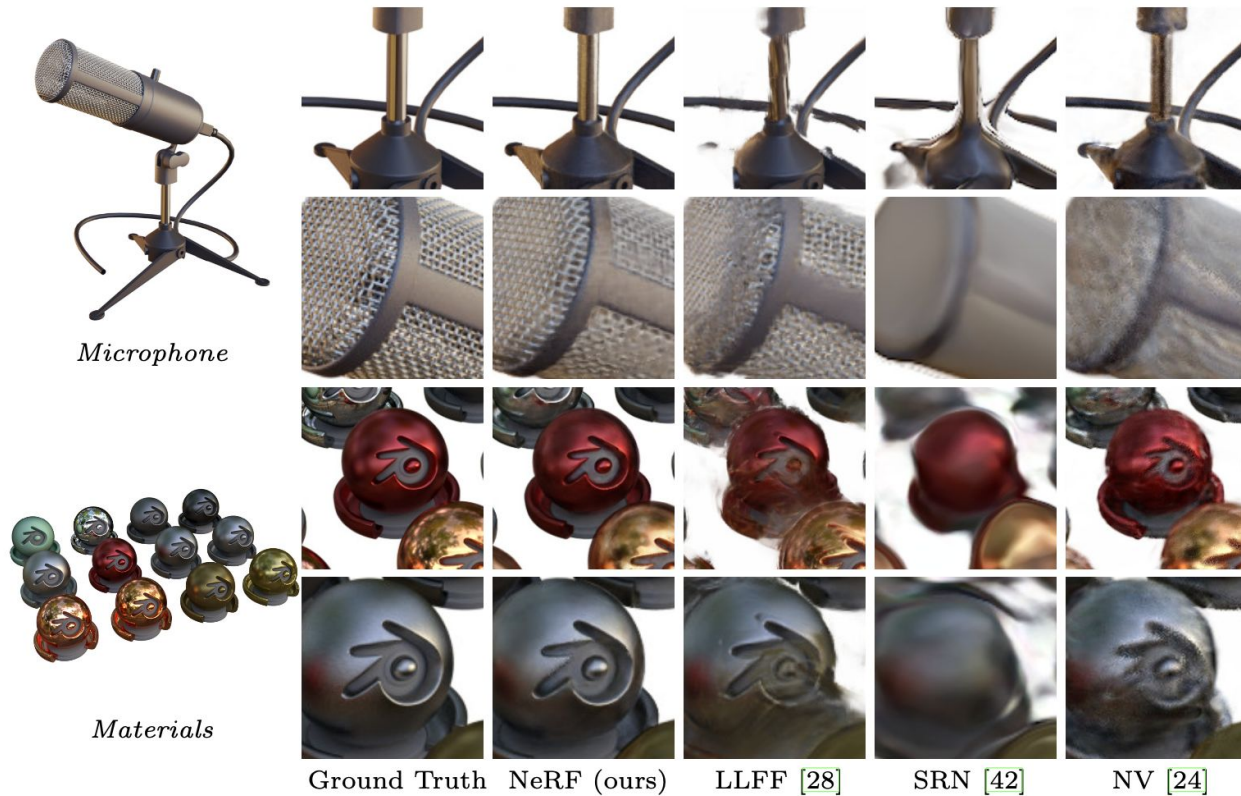 Microphone
Materials
Ground Truth
NeRF (ours)
LLFF [28]
SRN [42]
NV [24]